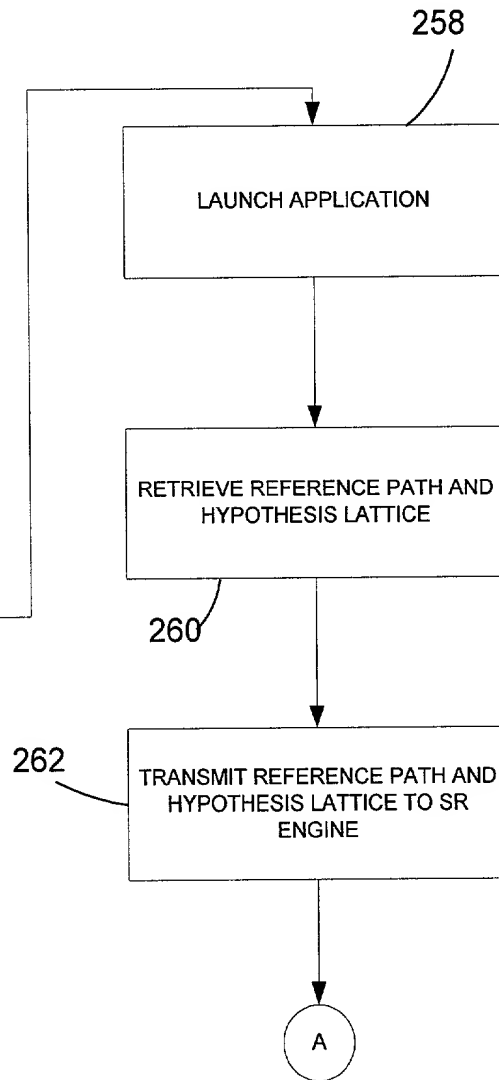 258
LAUNCH APPLICATION
RETRIEVE REFERENCE PATH AND
HYPOTHESIS LATTICE
260
262
TRANSMIT REFERENCE PATH AND
HYPOTHESIS LATTICE TO SR
ENGINE
A